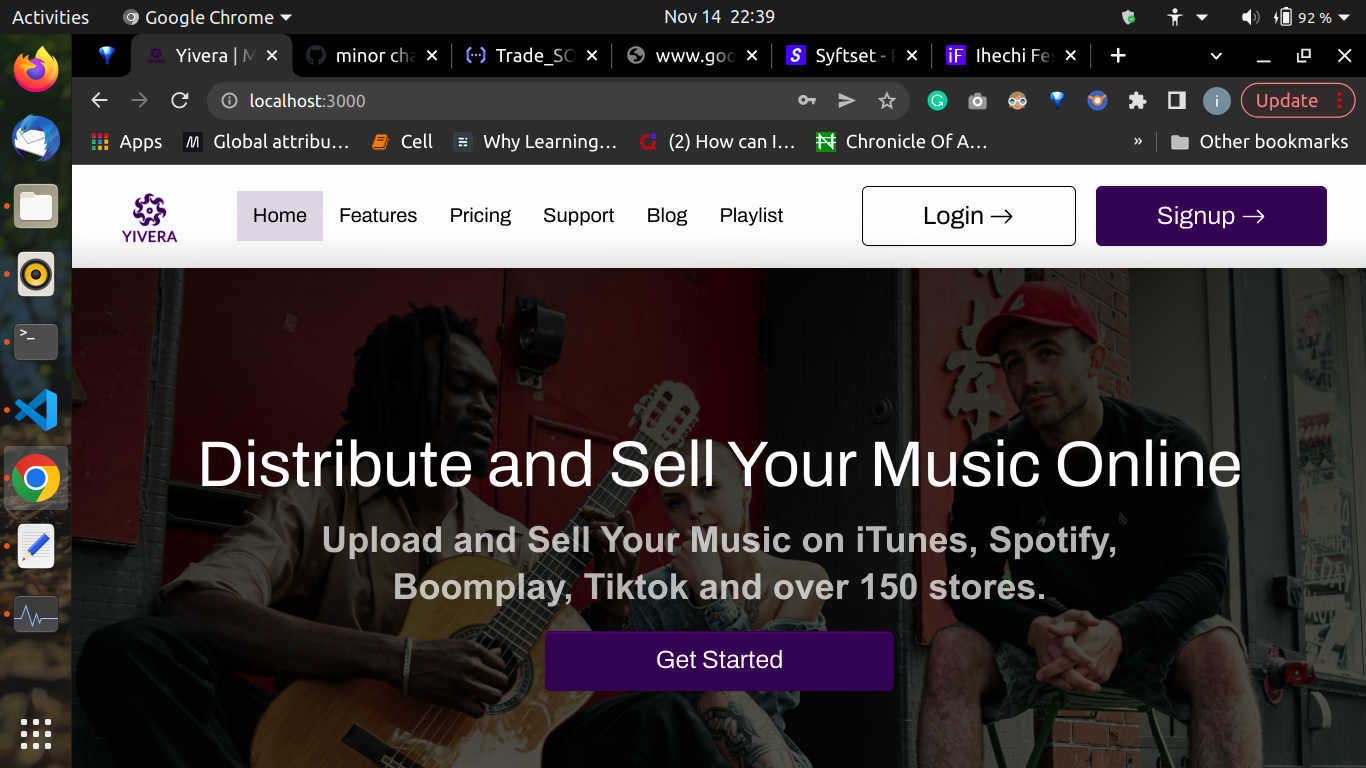 Activities Google Chrome Nov 14 22:39 92 %
Yivera | M minor cha Trade_SO www.goo Syftset - Ihechi Fes
localhost:3000 i Update
Apps Global attribu... Cell Why Learning... (2) How can I... Chronicle Of A... » Other bookmarks
YIVERA Home Features Pricing Support Blog Playlist Login → Signup →
Distribute and Sell Your Music Online
Upload and Sell Your Music on iTunes, Spotify,
Boomplay, Tiktok and over 150 stores.
Get Started